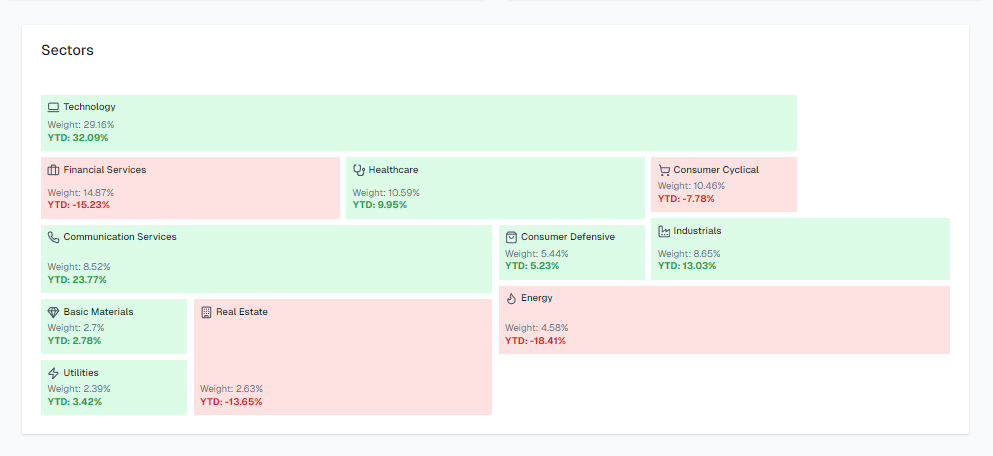 Sectors
Technology
Weight: 29.16%
YTD: 32.09%
Financial Services
Weight: 14.87%
YTD: -15.23%
Healthcare
Weight: 10.59%
YTD: 9.95%
Consumer Cyclical
Weight: 10.46%
YTD: -7.78%
Communication Services
Weight: 8.52%
YTD: 23.77%
Consumer Defensive
Weight: 5.44%
YTD: 5.23%
Industrials
Weight: 8.65%
YTD: 13.03%
Energy
Weight: 4.58%
YTD: -18.41%
Basic Materials
Weight: 2.7%
YTD: 2.78%
Real Estate
Weight: 2.63%
YTD: -13.65%
Utilities
Weight: 2.39%
YTD: 3.42%